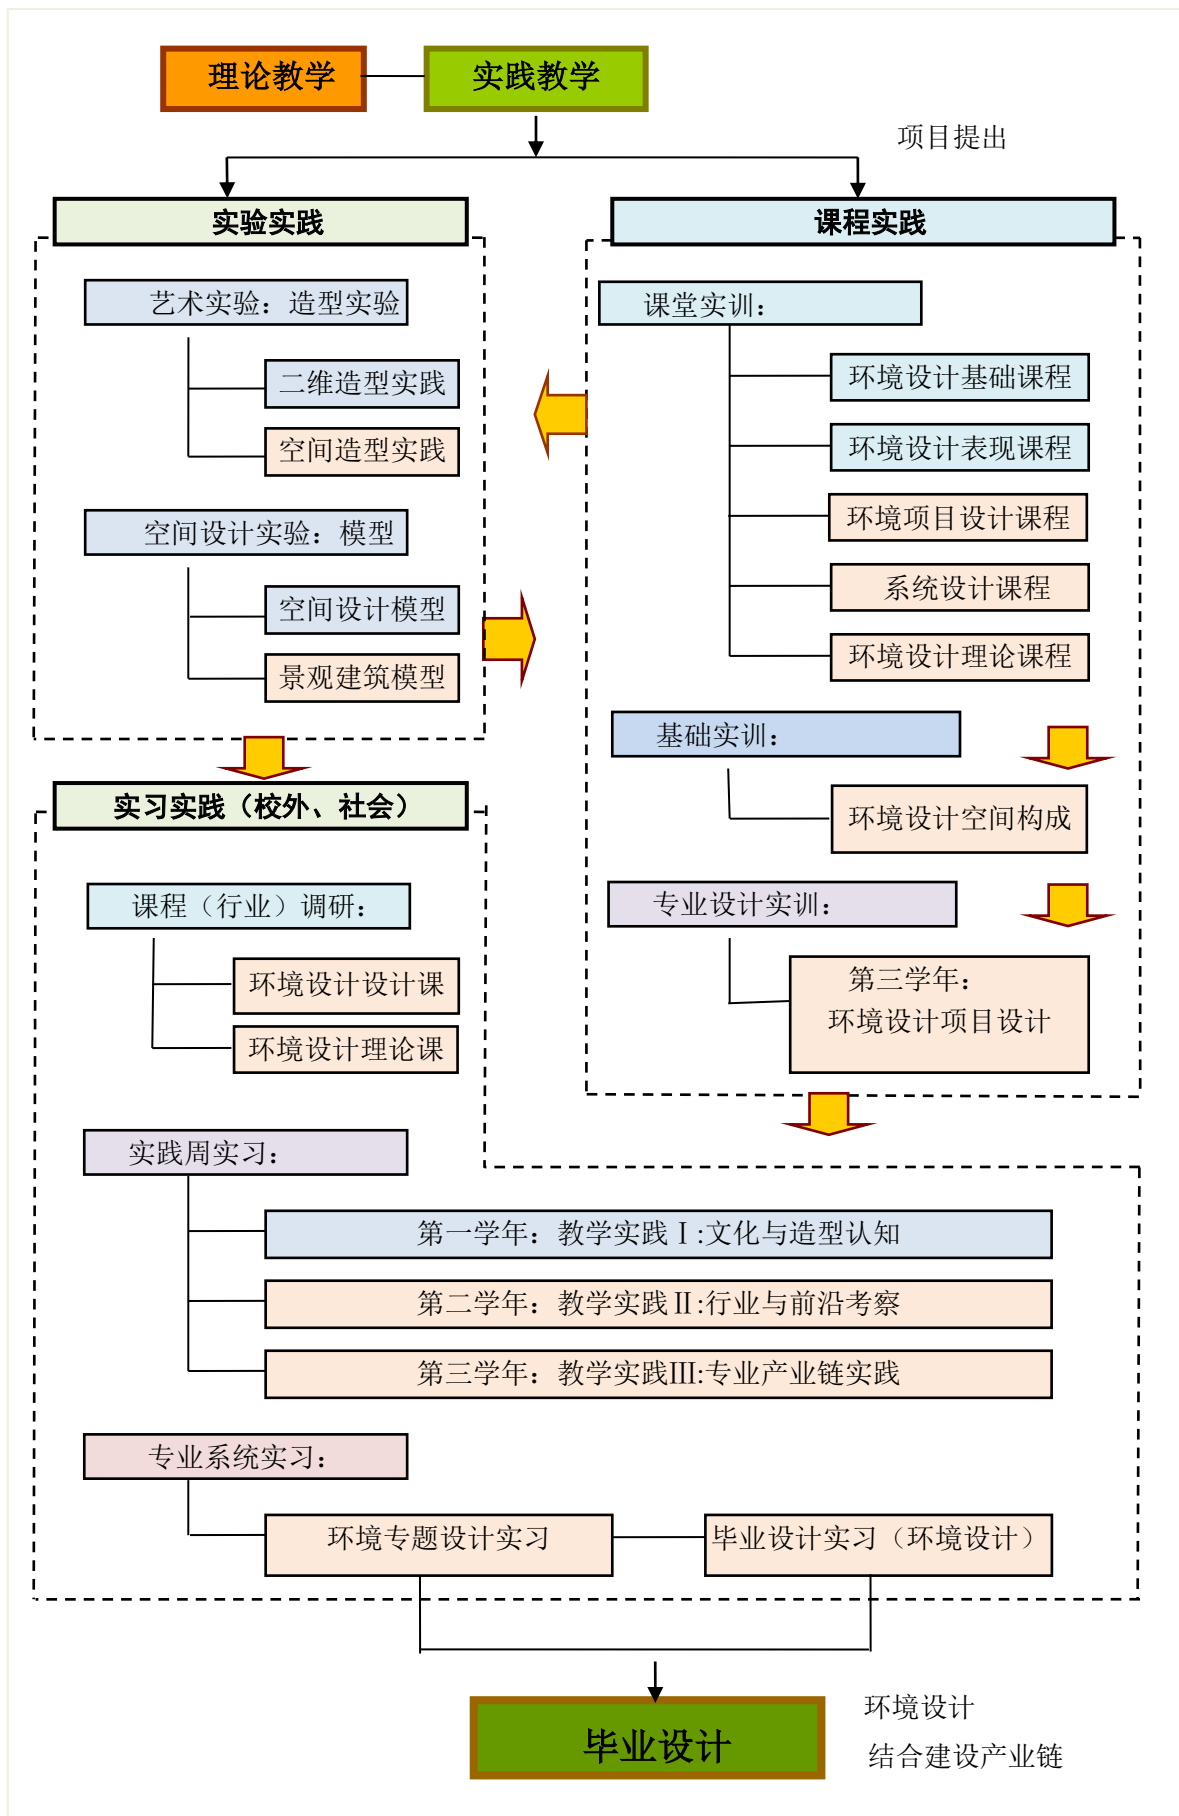 理论教学
实践教学
项目提出
实验实践
艺术实验：造型实验
二维造型实践
空间造型实践
空间设计实验：模型
空间设计模型
景观建筑模型
课程实践
课堂实训：
环境设计基础课程
环境设计表现课程
环境项目设计课程
系统设计课程
环境设计理论课程
基础实训：
环境设计空间构成
专业设计实训：
第三学年：
环境设计项目设计
实习实践（校外、社会）
课程（行业）调研：
环境设计设计课
环境设计理论课
实践周实习：
第一学年：教学实践Ⅰ:文化与造型认知
第二学年：教学实践Ⅱ:行业与前沿考察
第三学年：教学实践Ⅲ:专业产业链实践
专业系统实习：
环境专题设计实习
毕业设计实习（环境设计）
毕业设计
环境设计
结合建设产业链